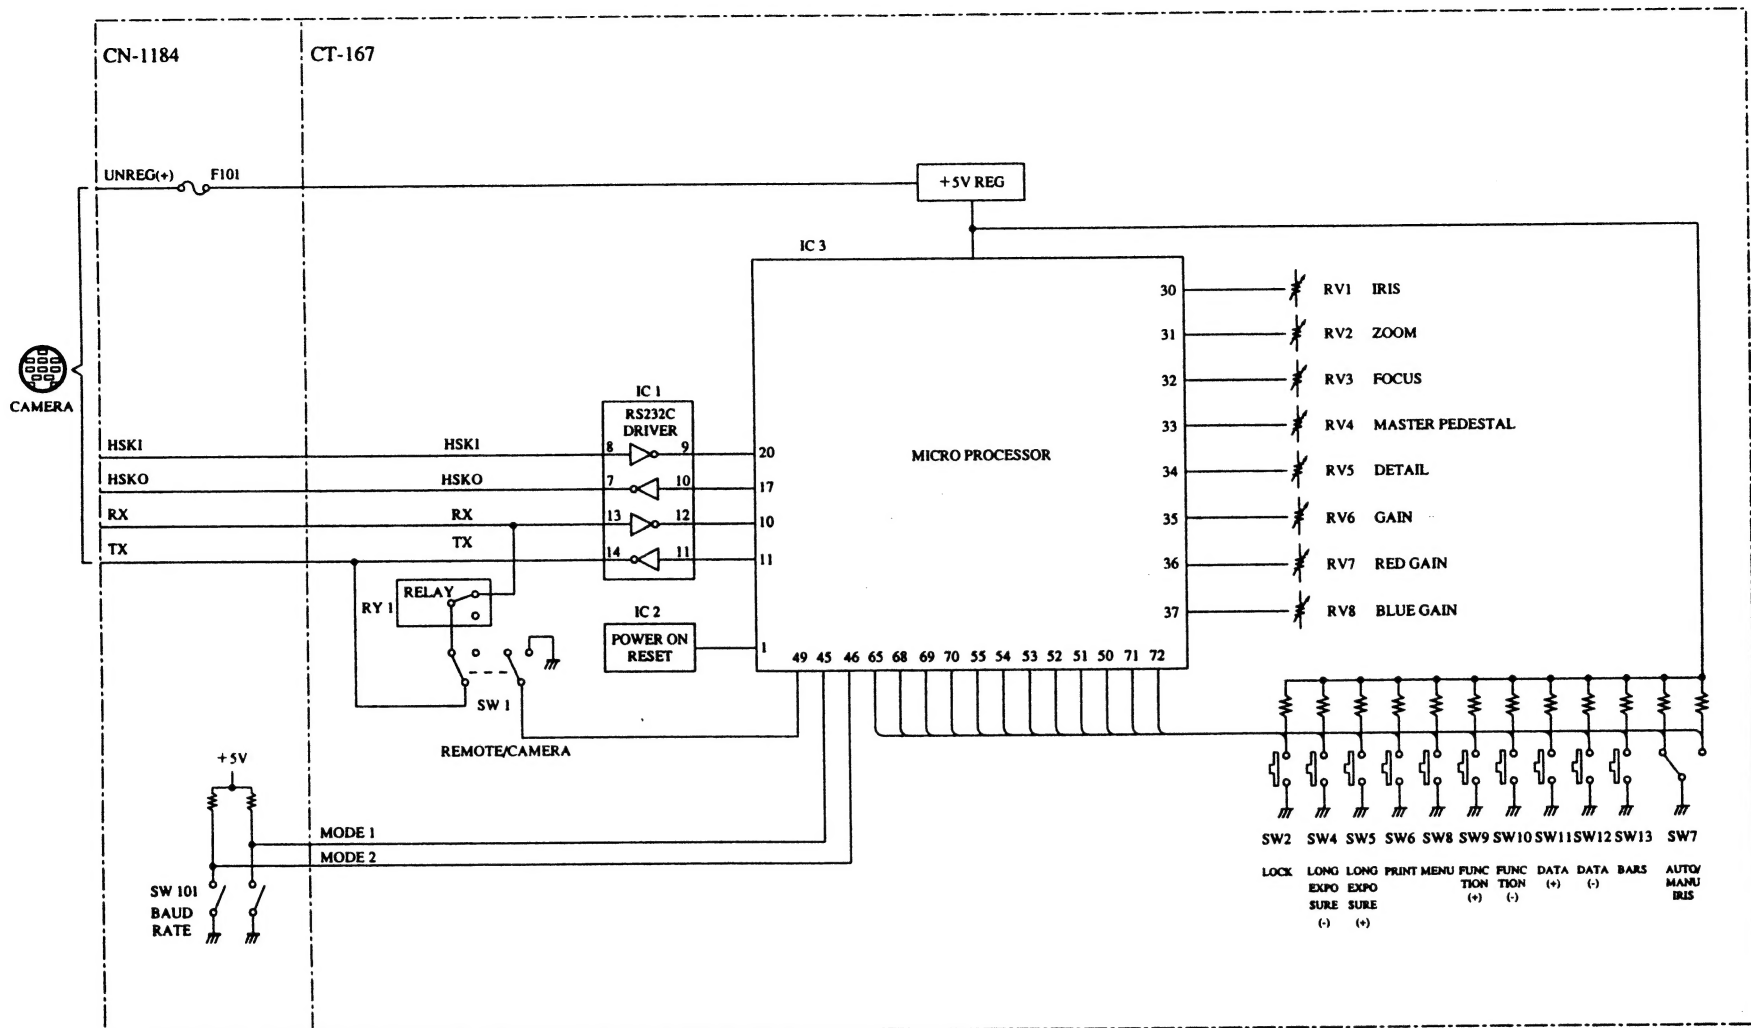 CN-1184
CT-167
UNREG(+)
F101
+5V REG
IC 3
30 RV1 IRIS
31 RV2 ZOOM
32 RV3 FOCUS
33 RV4 MASTER PEDESTAL
34 RV5 DETAIL
35 RV6 GAIN
36 RV7 RED GAIN
37 RV8 BLUE GAIN
CAMERA
IC 1
RS232C
DRIVER
HSKI HSKI 8 9 20
HSKO HSKO 7 10 17
RX RX 13 12 10
TX TX 14 11 11
MICRO PROCESSOR
RELAY
RY 1
IC 2
POWER ON
RESET
1
49 45 46 65 68 69 70 55 54 53 52 51 50 71 72
SW 1
REMOTE/CAMERA
+5V
MODE 1
MODE 2
SW 101
BAUD
RATE
SW2 SW4 SW5 SW6 SW8 SW9 SW10 SW11 SW12 SW13 SW7
LOCK
LONG
EXPO
SURE
(-)
LONG
EXPO
SURE
(+)
PRINT
MENU
FUNC
TION
(+)
FUNC
TION
(-)
DATA
(+)
DATA
(-)
BARS
AUTO/
MANU
IRIS